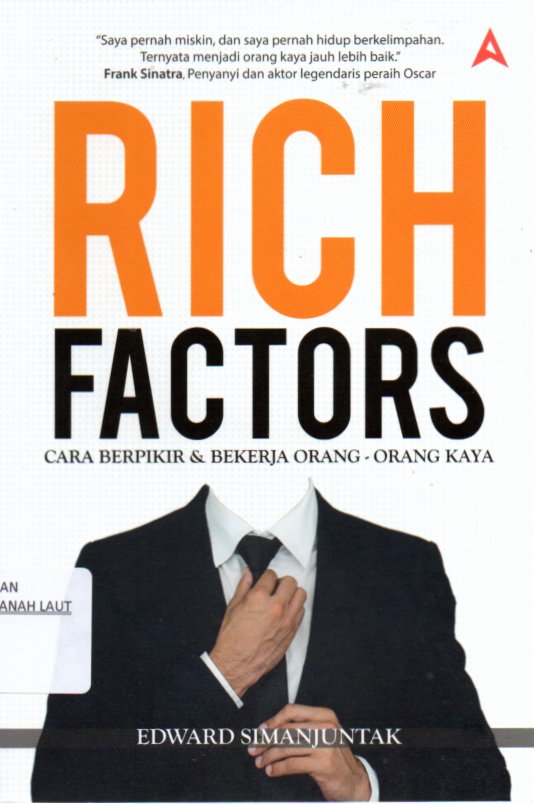 “Saya pernah miskin, dan saya pernah hidup berkelimpahan.
Ternyata menjadi orang kaya jauh lebih baik.”
Frank Sinatra, Penyanyi dan aktor legendaris peraih Oscar
RICH
FACTORS
CARA BERPIKIR & BEKERJA ORANG - ORANG KAYA
AN
ANAH LAUT
EDWARD SIMANJUNTAK